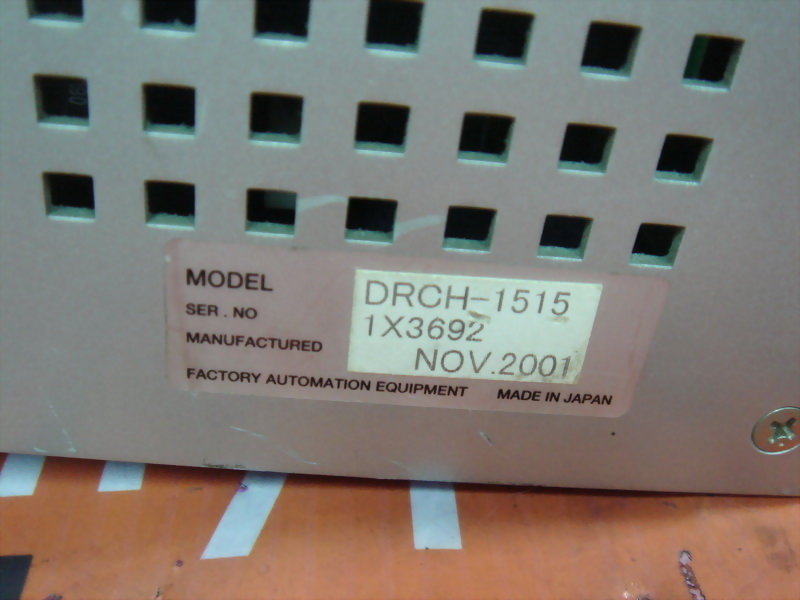 MODEL DRCH-1515
SER. NO 1X3692
MANUFACTURED NOV.2001
FACTORY AUTOMATION EQUIPMENT MADE IN JAPAN